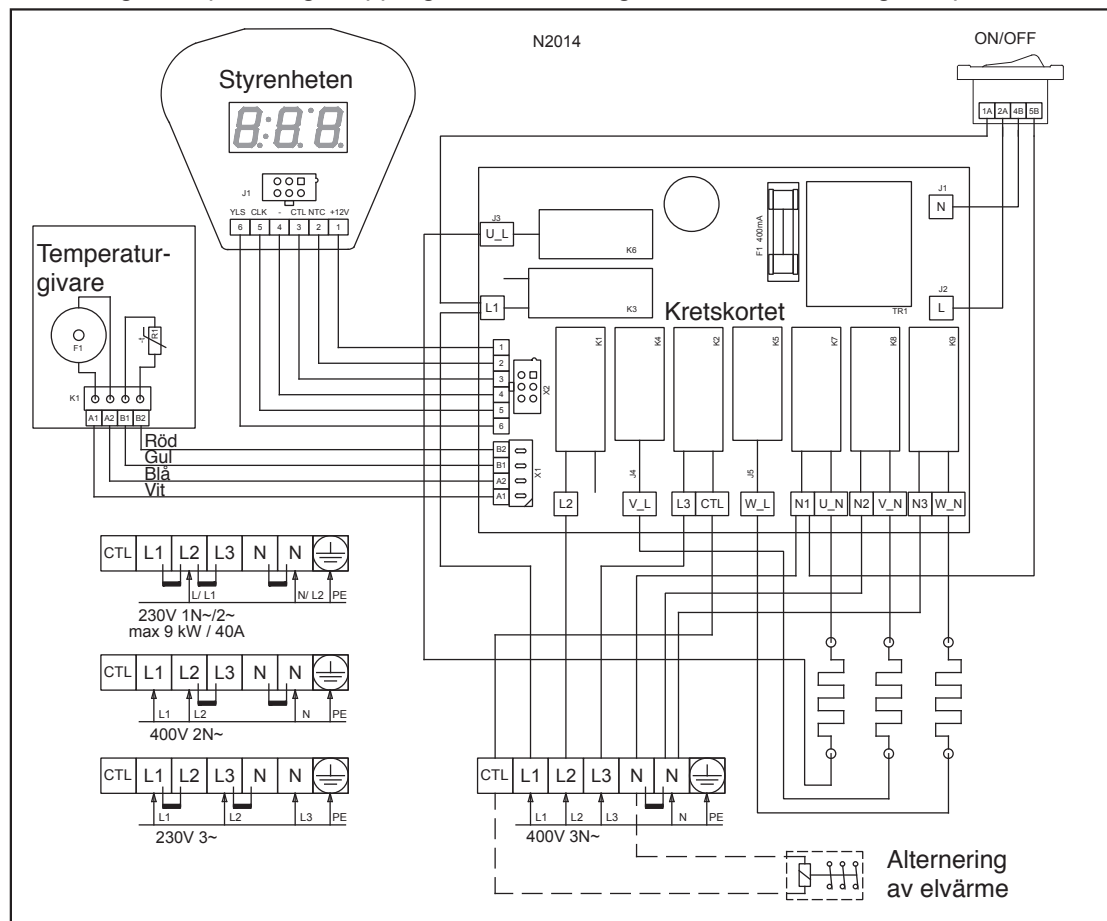 N2014
ON/OFF
Styrenheten
8:8.8
1A 2A 4B 5B
J1
YLS CLK - CTL NTC +12V
6 5 4 3 2 1
J3
U_L
K6
F1 400mA
J1
N
Temperatur-
givare
L1
K3
Kretskortet
TR1
J2
L
F1
R1
-t
K1
A1 A2 B1 B2
1
2
3
4
5
6
X2
K1
K4
K2
K5
K7
K8
K9
Röd
Gul
Blå
Vit
B2
B1
A2
A1
X1
J4
J5
L2
V_L
L3 CTL
W_L
N1 U_N
N2 V_N
N3 W_N
CTL L1 L2 L3 N N
L/ L1
N/ L2
PE
230V 1N~/2~
max 9 kW / 40A
CTL L1 L2 L3 N N
L1
L2
N
PE
400V 2N~
CTL L1 L2 L3 N N
L1
L2
L3
PE
230V 3~
CTL L1 L2 L3 N N
L1
L2
L3
N
PE
400V 3N~
Alternering
av elvärme